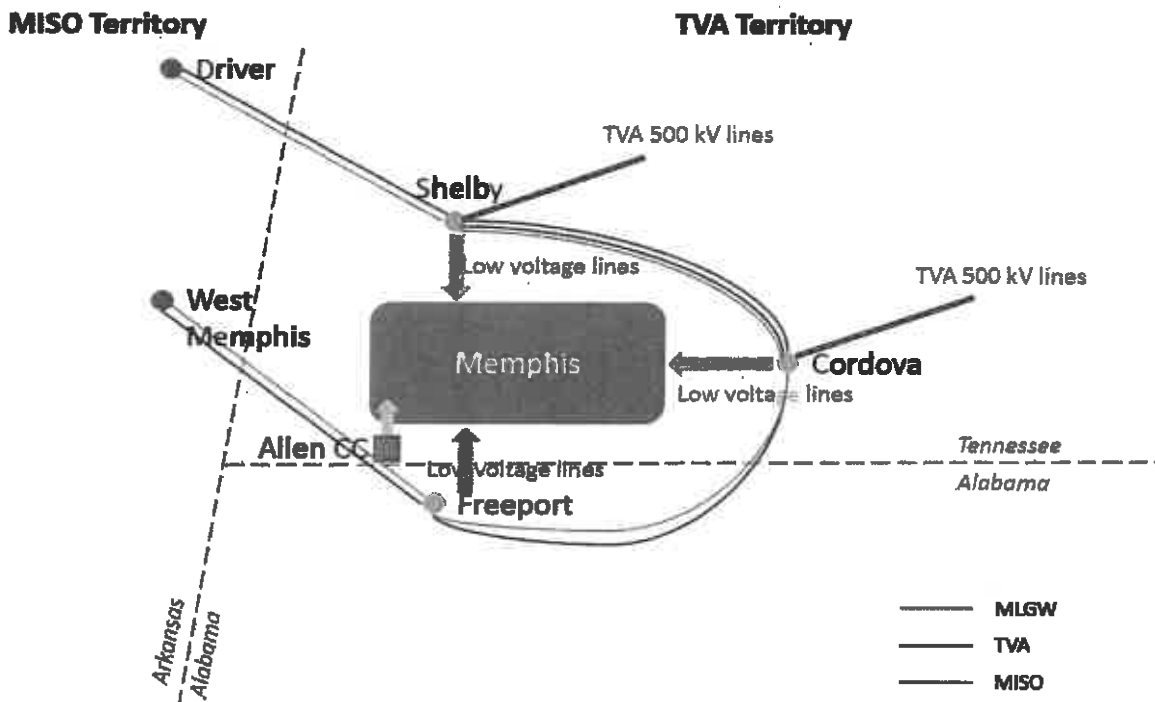 MISO Territory
TVA Territory
Driver
TVA 500 kV lines
Shelby
Low voltage lines
TVA 500 kV lines
West
Memphis
Memphis
Cordova
Low voltage lines
Allen CC
Low voltage lines
Tennessee
Alabama
Freeport
Arkansas
Alabama
MLGW
TVA
MISO